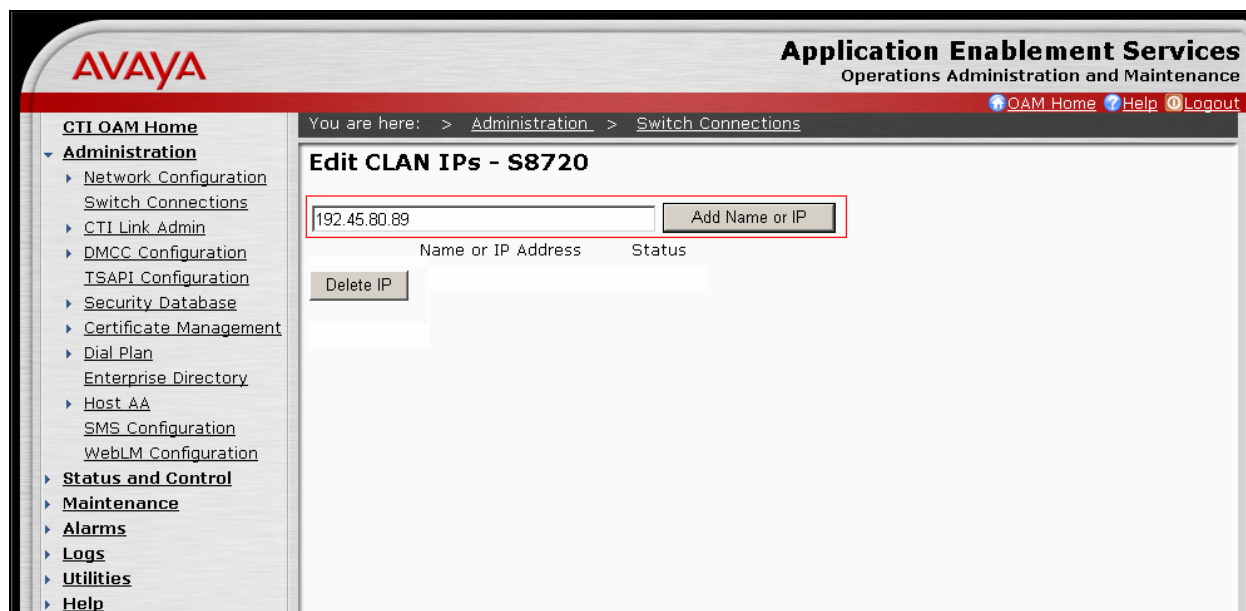 AVAYA
Application Enablement Services
Operations Administration and Maintenance
OAM Home Help Logout
CTI OAM Home
Administration
Network Configuration
Switch Connections
CTI Link Admin
DMCC Configuration
TSAPI Configuration
Security Database
Certificate Management
Dial Plan
Enterprise Directory
Host AA
SMS Configuration
WebLM Configuration
Status and Control
Maintenance
Alarms
Logs
Utilities
Help
You are here: > Administration > Switch Connections
Edit CLAN IPs - S8720
192.45.80.89 Add Name or IP
Name or IP Address Status
Delete IP